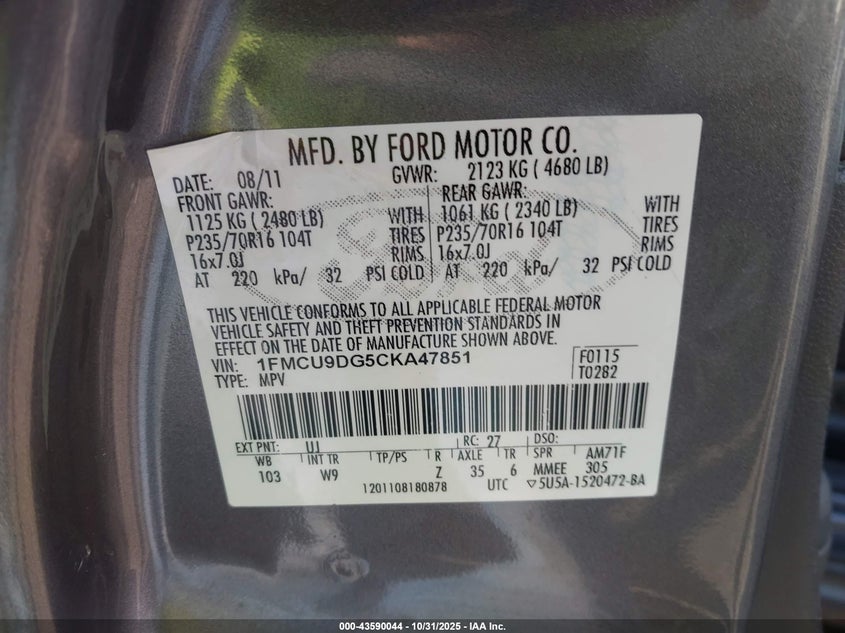 MFD. BY FORD MOTOR CO.
DATE: 08/11 GVWR: 2123 KG ( 4680 LB)
FRONT GAWR: REAR GAWR:
1125 KG ( 2480 LB) WITH 1061 KG ( 2340 LB) WITH
P235/70R16 104T TIRES P235/70R16 104T TIRES
16x7.0J RIMS 16x7.0J RIMS
AT 220 kPa/ 32 PSI COLD AT 220 kPa/ 32 PSI COLD
Ford
THIS VEHICLE CONFORMS TO ALL APPLICABLE FEDERAL MOTOR
VEHICLE SAFETY AND THEFT PREVENTION STANDARDS IN
EFFECT ON THE DATE OF MANUFACTURE SHOWN ABOVE.
VIN: 1FMCU9DG5CKA47851 F0115
TYPE: MPV T0282
EXT PNT: UJ RC: 27 DSO:
WB INT TR TP/PS R AXLE TR SPR AM71F
103 W9 Z 35 6 MMEE 305
1201108180878 UTC ▽5U5A-1520472-BA
000-43590044 | 10/31/2025 - IAA Inc.